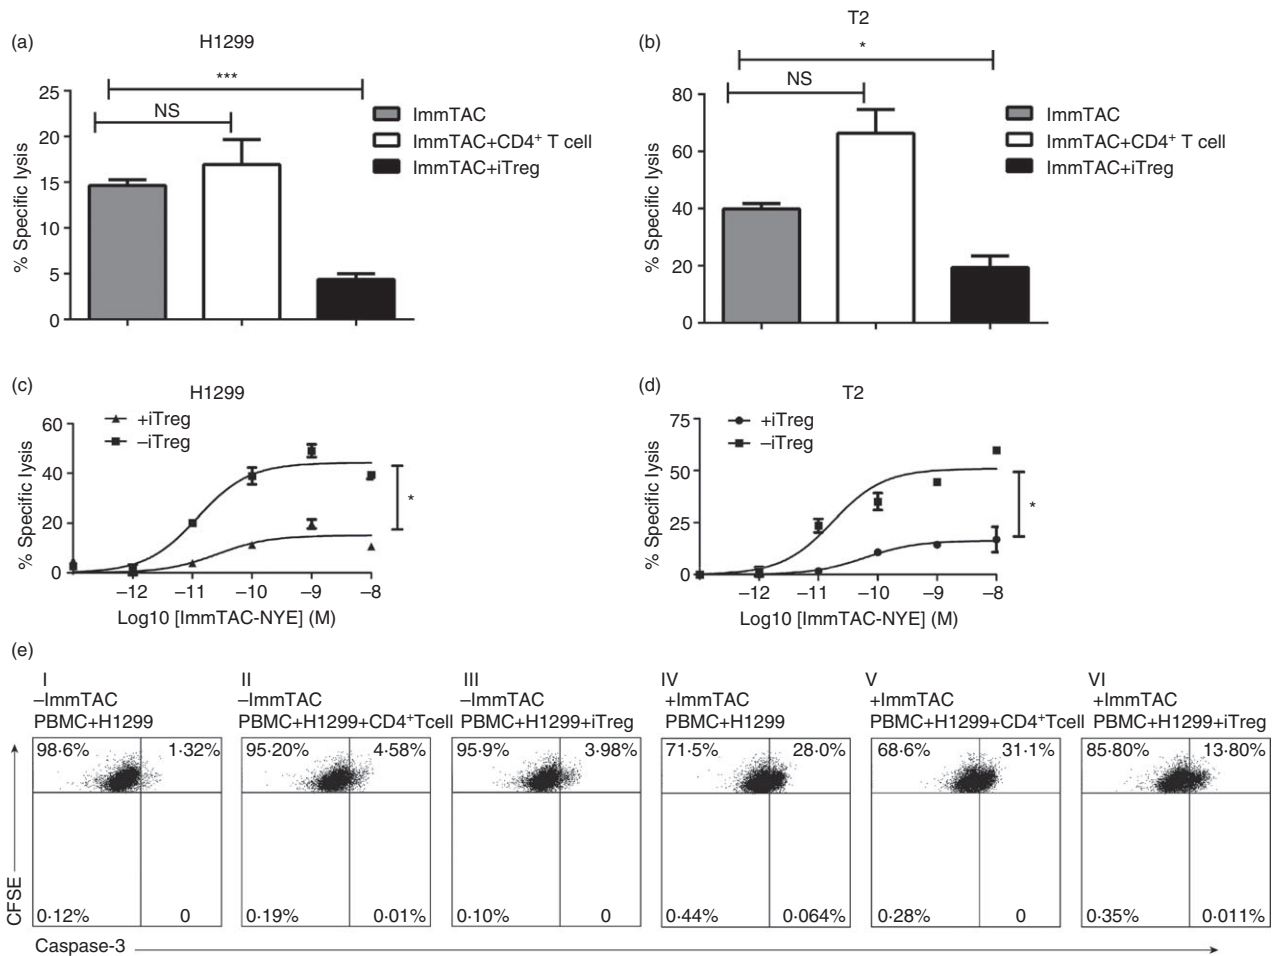 (a)
H1299
***
NS
25
20
15
10
5
0
% Specific lysis
ImmTAC
ImmTAC+CD4⁺ T cell
ImmTAC+iTreg
(b)
T2
*
NS
80
60
40
20
0
% Specific lysis
ImmTAC
ImmTAC+CD4⁺ T cell
ImmTAC+iTreg
(c)
H1299
+iTreg
–iTreg
60
40
20
0
% Specific lysis
*
–12 –11 –10 –9 –8
Log10 [ImmTAC-NYE] (M)
(d)
T2
+iTreg
–iTreg
75
50
25
0
% Specific lysis
*
–12 –11 –10 –9 –8
Log10 [ImmTAC-NYE] (M)
(e)
I
–ImmTAC
PBMC+H1299
98·6% 1·32%
0·12% 0
II
–ImmTAC
PBMC+H1299+CD4⁺Tcell
95·20% 4·58%
0·19% 0·01%
III
–ImmTAC
PBMC+H1299+iTreg
95·9% 3·98%
0·10% 0
IV
+ImmTAC
PBMC+H1299
71·5% 28·0%
0·44% 0·064%
V
+ImmTAC
PBMC+H1299+CD4⁺Tcell
68·6% 31·1%
0·28% 0
VI
+ImmTAC
PBMC+H1299+iTreg
85·80% 13·80%
0·35% 0·011%
CFSE
Caspase-3